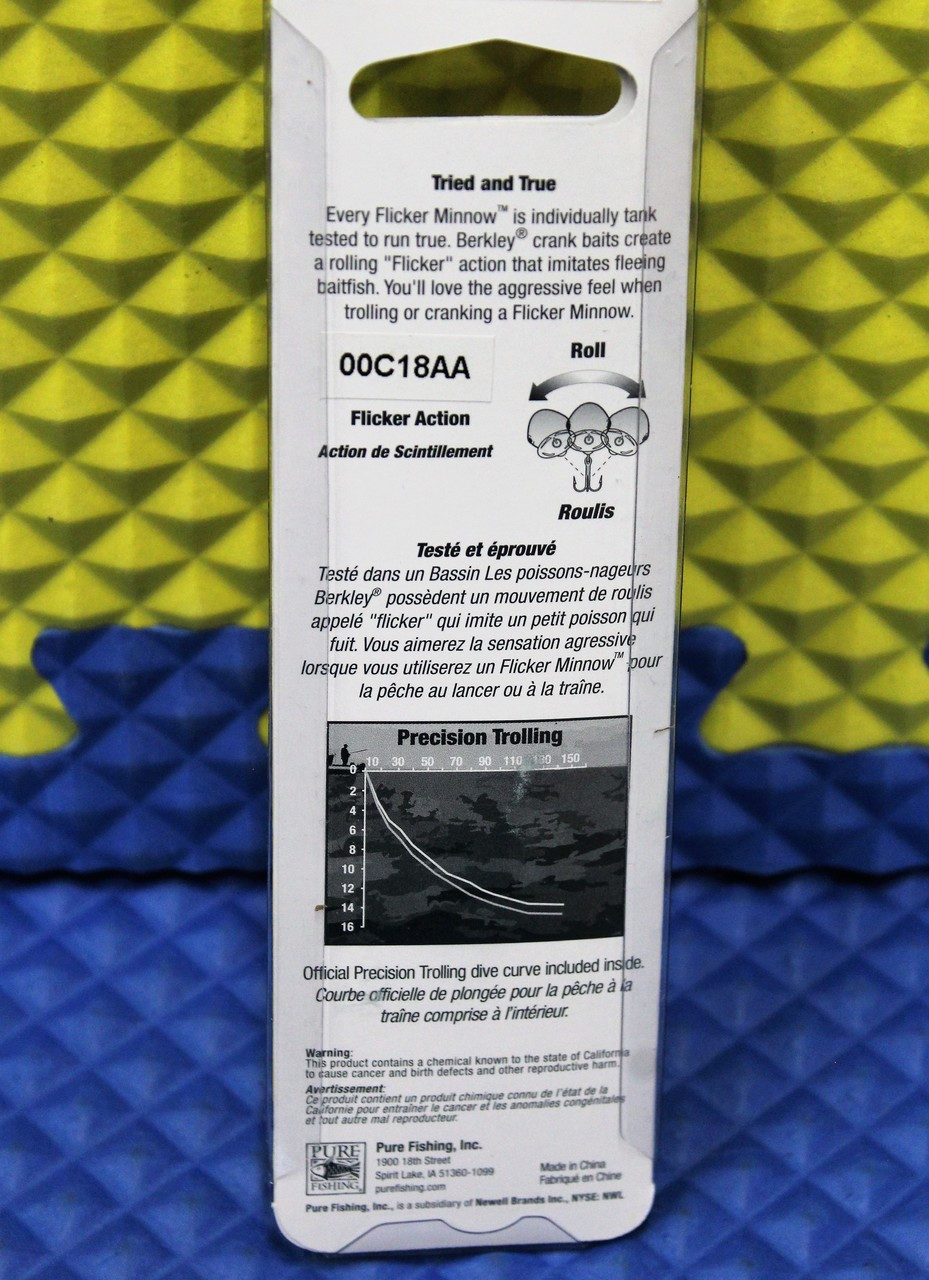 Tried and True
Every Flicker Minnow™ is individually tank
tested to run true. Berkley® crank baits create
a rolling "Flicker" action that imitates fleeing
baitfish. You'll love the aggressive feel when
trolling or cranking a Flicker Minnow.
00C18AA
Roll
Flicker Action
Action de Scintillement
Roulis
Testé et éprouvé
Testé dans un Bassin Les poissons-nageurs
Berkley® possèdent un mouvement de roulis
appelé "flicker" qui imite un petit poisson qui
fuit. Vous aimerez la sensation agressive
lorsque vous utiliserez un Flicker Minnow™ pour
la pêche au lancer ou à la traîne.
Precision Trolling
10 30 50 70 90 110 130 150
0
2
4
6
8
10
12
14
16
Official Precision Trolling dive curve included inside.
Courbe officielle de plongée pour la pêche à la
traîne comprise à l'intérieur.
Warning:
This product contains a chemical known to the state of California
to cause cancer and birth defects and other reproductive harm.
Avertissement:
Ce produit contient un produit chimique connu de l'état de la
Californie pour entraîner le cancer et les anomalies congénitales
et tout autre mal reproducteur.
PURE
FISHING
Pure Fishing, Inc.
1900 18th Street
Spirit Lake, IA 51360-1099
purefishing.com
Made in China
Fabriqué en Chine
Pure Fishing, Inc., is a subsidiary of Newell Brands Inc., NYSE: NWL